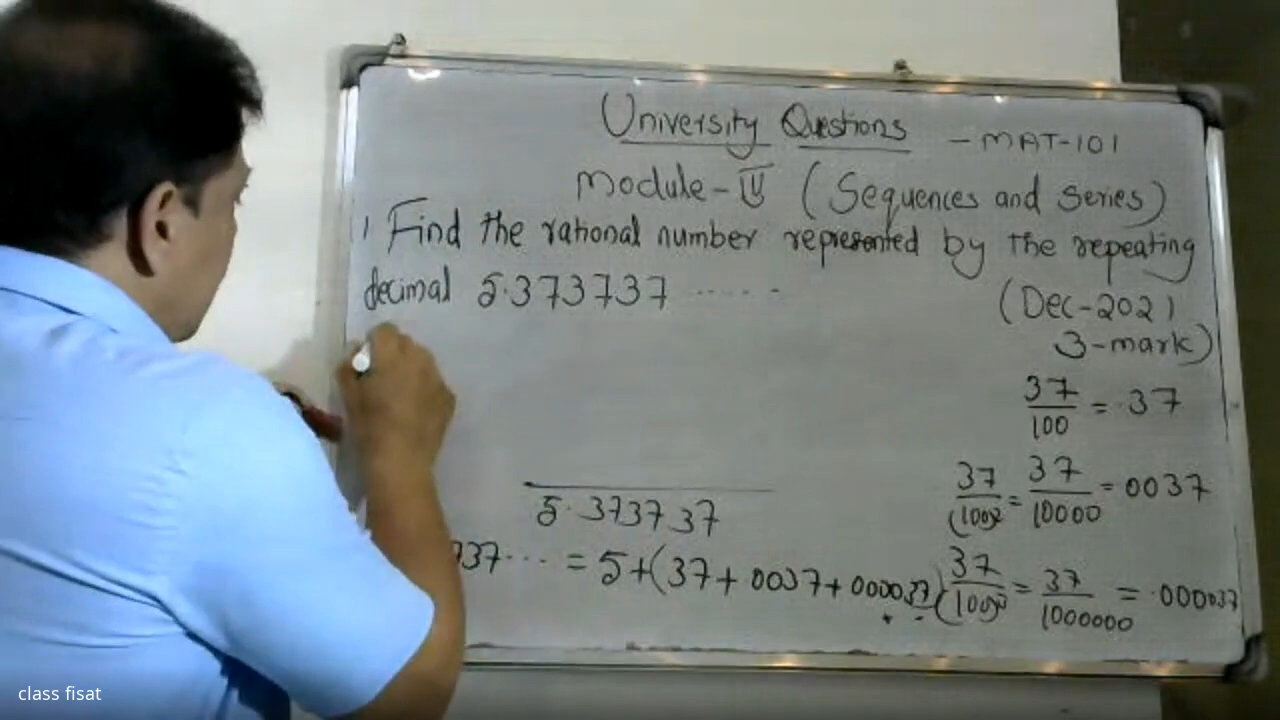 University Questions - MAT-101
Module-IV (Sequences and Series)
1 Find the rational number represented by the repeating
decimal 5.373737 ......
(Dec-2021
3-mark)
37/100 = .37
37/(100)² = 37/10000 = 0037
5.373737
737.... = 5+(37+0037+000037
37/(100)³ = 37/1000000 = .000037
class fisat